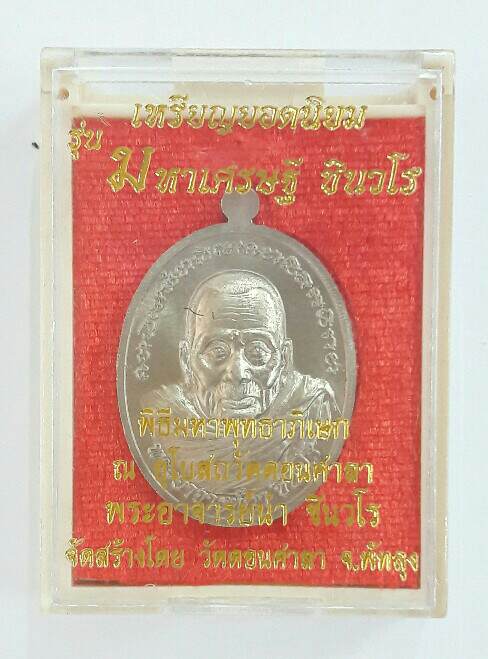 เหรียญยอดนิยม
รุ่น มหาเศรษฐี ชินวโร
พิธีมหาพุทธาภิเษก
ณ อุโบสถวัดดอนศาลา
พระอาจารย์นำ ชินวโร
จัดสร้างโดย วัดดอนศาลา จ.พัทลุง